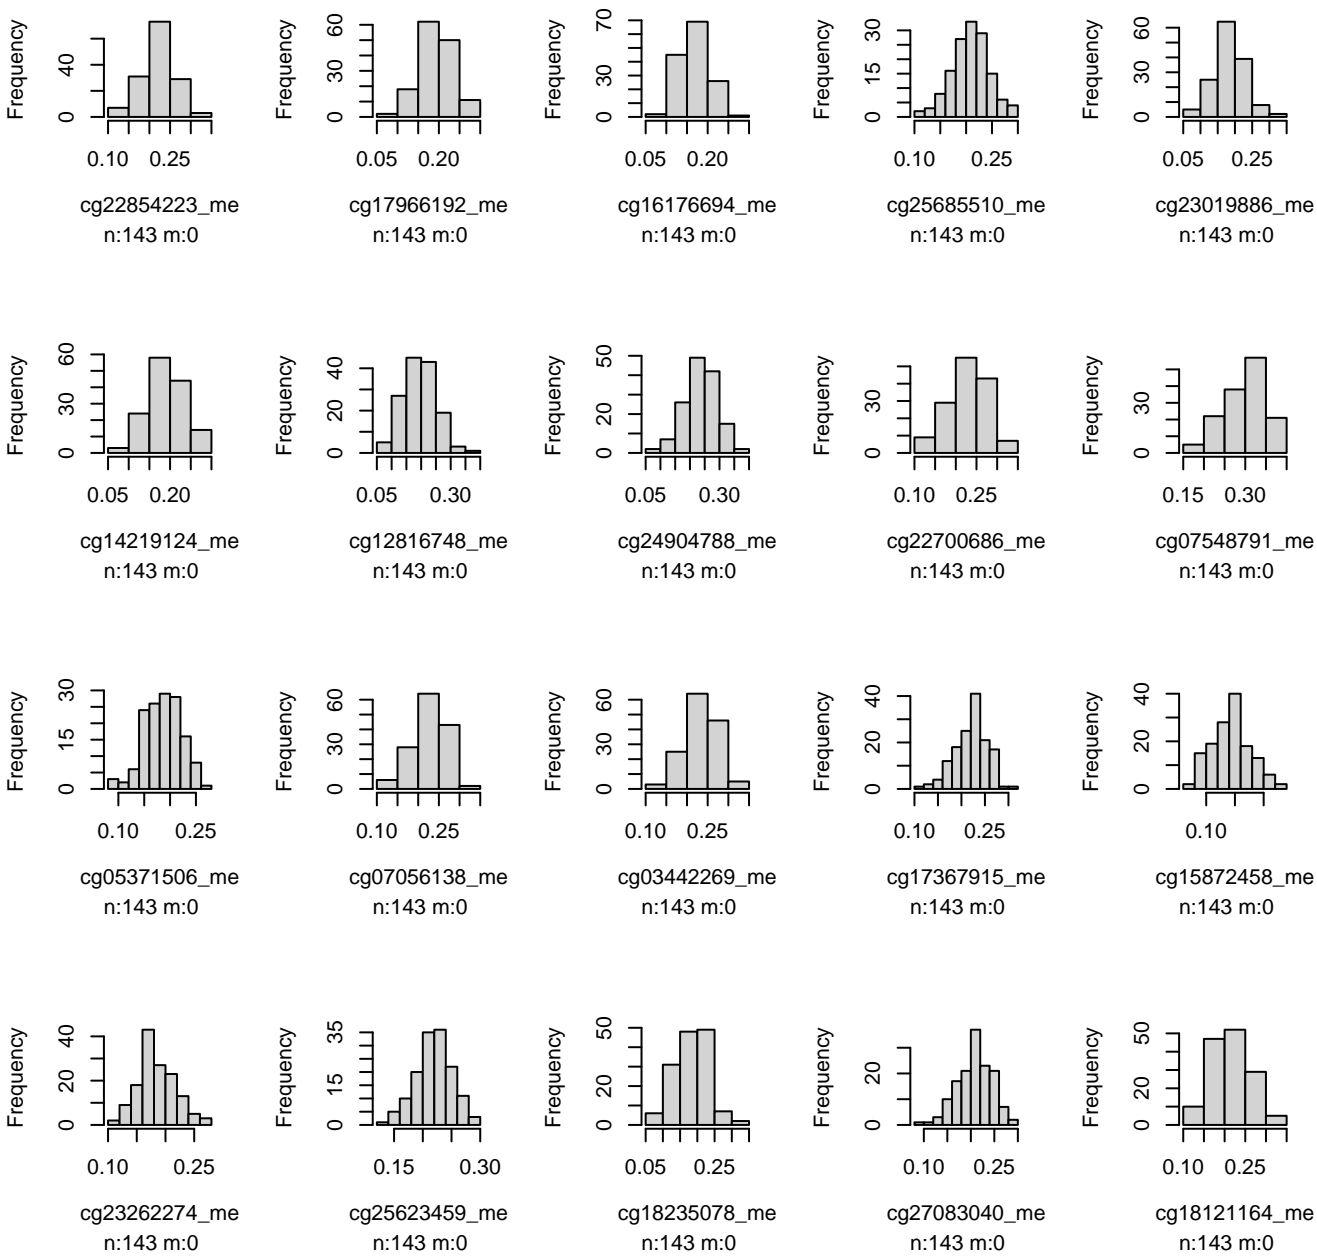 Frequency
0 40
0.10 0.25
cg22854223_me
n:143 m:0
Frequency
0 30 60
0.05 0.20
cg17966192_me
n:143 m:0
Frequency
0 30 70
0.05 0.20
cg16176694_me
n:143 m:0
Frequency
0 15 30
0.10 0.25
cg25685510_me
n:143 m:0
Frequency
0 30 60
0.05 0.25
cg23019886_me
n:143 m:0
Frequency
0 30 60
0.05 0.20
cg14219124_me
n:143 m:0
Frequency
0 20 40
0.05 0.30
cg12816748_me
n:143 m:0
Frequency
0 20 50
0.05 0.30
cg24904788_me
n:143 m:0
Frequency
0 30
0.10 0.25
cg22700686_me
n:143 m:0
Frequency
0 30
0.15 0.30
cg07548791_me
n:143 m:0
Frequency
0 15 30
0.10 0.25
cg05371506_me
n:143 m:0
Frequency
0 30 60
0.10 0.25
cg07056138_me
n:143 m:0
Frequency
0 30 60
0.10 0.25
cg03442269_me
n:143 m:0
Frequency
0 20 40
0.10 0.25
cg17367915_me
n:143 m:0
Frequency
0 20 40
0.10
cg15872458_me
n:143 m:0
Frequency
0 20 40
0.10 0.25
cg23262274_me
n:143 m:0
Frequency
0 15 35
0.15 0.30
cg25623459_me
n:143 m:0
Frequency
0 20 50
0.05 0.25
cg18235078_me
n:143 m:0
Frequency
0 20
0.10 0.25
cg27083040_me
n:143 m:0
Frequency
0 20 50
0.10 0.25
cg18121164_me
n:143 m:0